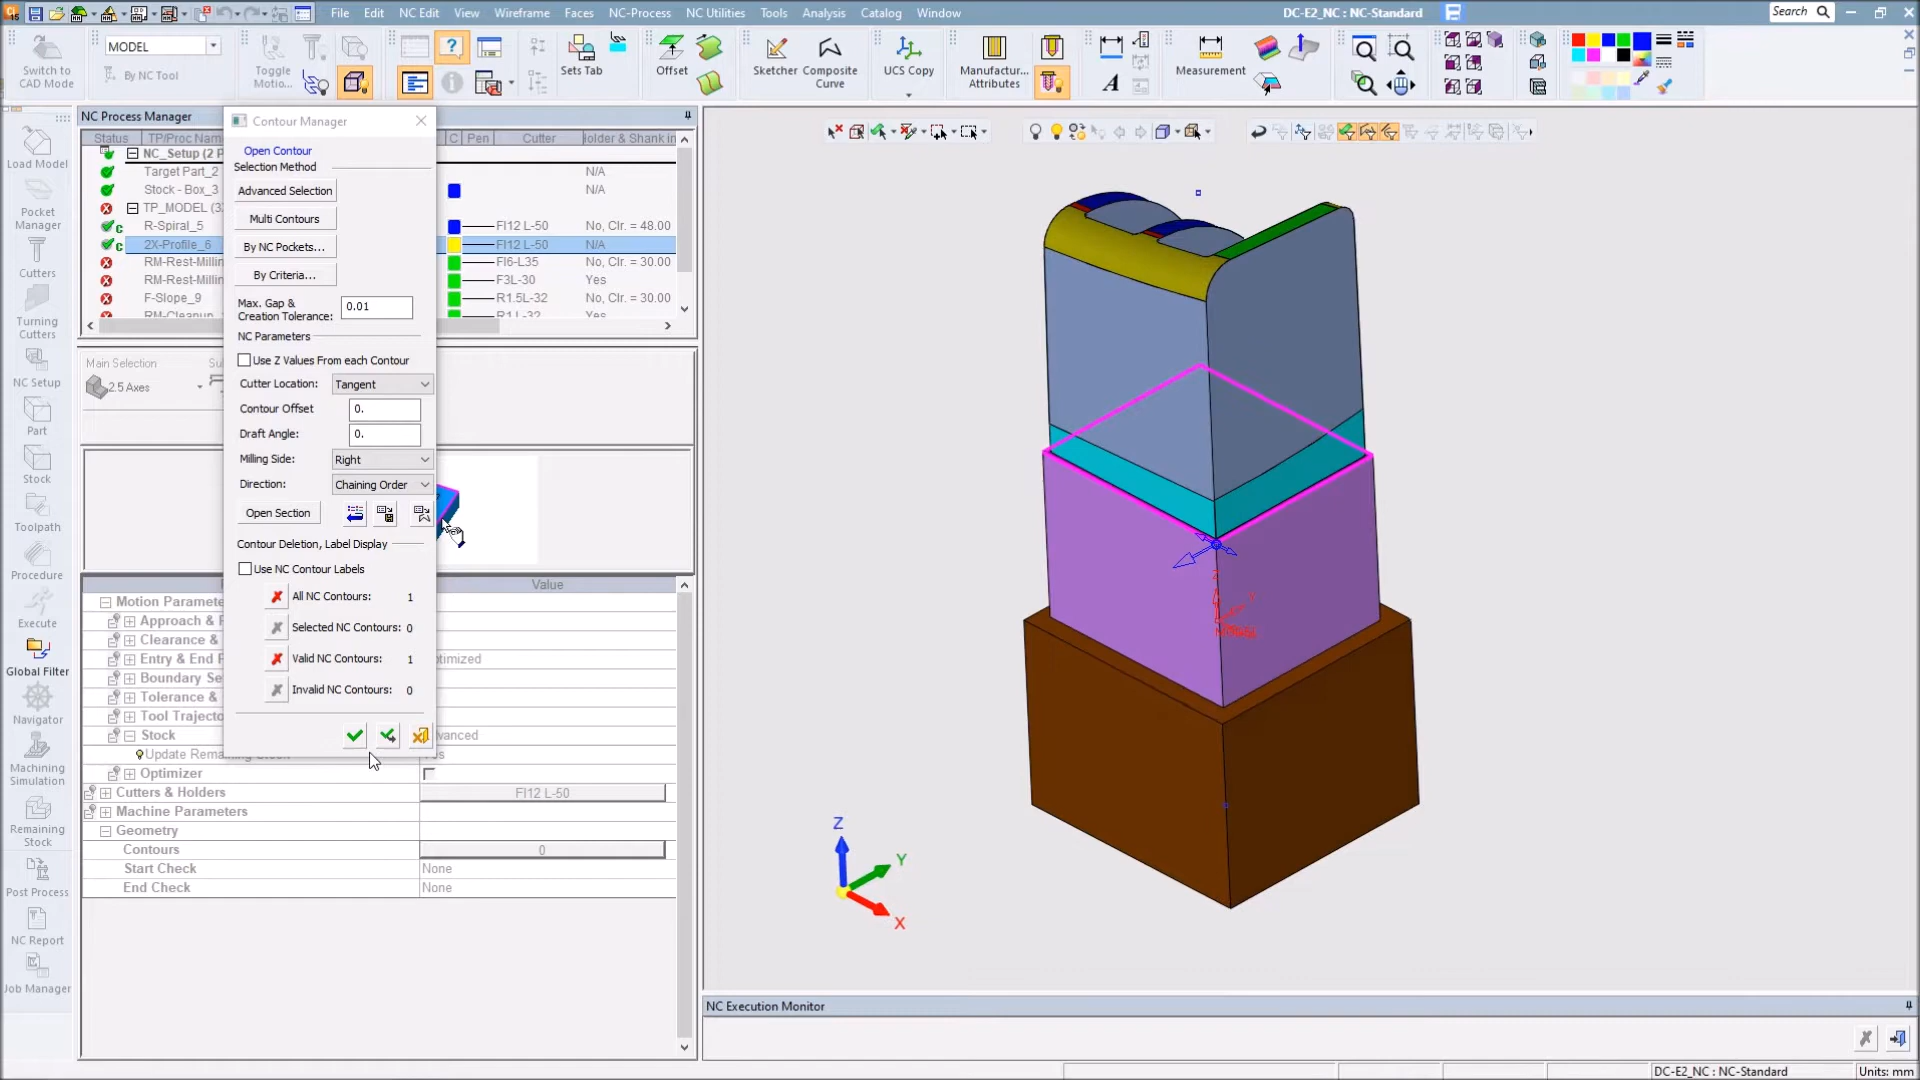 File Edit NC Edit View Wireframe Faces NC-Process NC Utilities Tools Analysis Catalog Window
DC-E2_NC : NC-Standard
Search
Switch to
CAD Mode
MODEL
By NC Tool
Toggle
Motion...
Sets Tab
Offset
Sketcher
Composite
Curve
UCS Copy
Manufactur...
Attributes
Measurement
Load Model
Pocket
Manager
Cutters
Turning
Cutters
NC Setup
Part
Stock
Toolpath
Procedure
Execute
Global Filter
Navigator
Machining
Simulation
Remaining
Stock
Post Process
NC Report
Job Manager
NC Process Manager
Status TP/Proc Nam C Pen Cutter
NC_Setup (2 P
Target Part_2 N/A
Stock - Box_3 N/A
TP_MODEL (3
R-Spiral_5 FI12 L-50 No, Clr. = 48.00
2X-Profile_6 FI12 L-50 N/A
RM-Rest-Millin FI6-L35 No, Clr. = 30.00
RM-Rest-Millin F3L-30 Yes
F-Slope_9 R1.5L-32 No, Clr. = 30.00
RM-Cleanup R1 L-32 Yes
Main Selection
2.5 Axes
Contour Manager
Open Contour
Selection Method
Advanced Selection
Multi Contours
By NC Pockets...
By Criteria...
Max. Gap &
Creation Tolerance: 0.01
NC Parameters
Use Z Values From each Contour
Cutter Location: Tangent
Contour Offset 0.
Draft Angle: 0.
Milling Side: Right
Direction: Chaining Order
Open Section
Contour Deletion, Label Display
Use NC Contour Labels
All NC Contours: 1
Selected NC Contours: 0
Valid NC Contours: 1
Invalid NC Contours: 0
Value
Motion Paramete
Approach &
Clearance &
Entry & End
Boundary Se
Tolerance &
Tool Trajecto
Stock
Optimizer
Cutters & Holders FI12 L-50
Machine Parameters
Geometry
Contours 0
Start Check None
End Check None
Z
Y
X
NC Execution Monitor
DC-E2_NC : NC-Standard
Units: mm